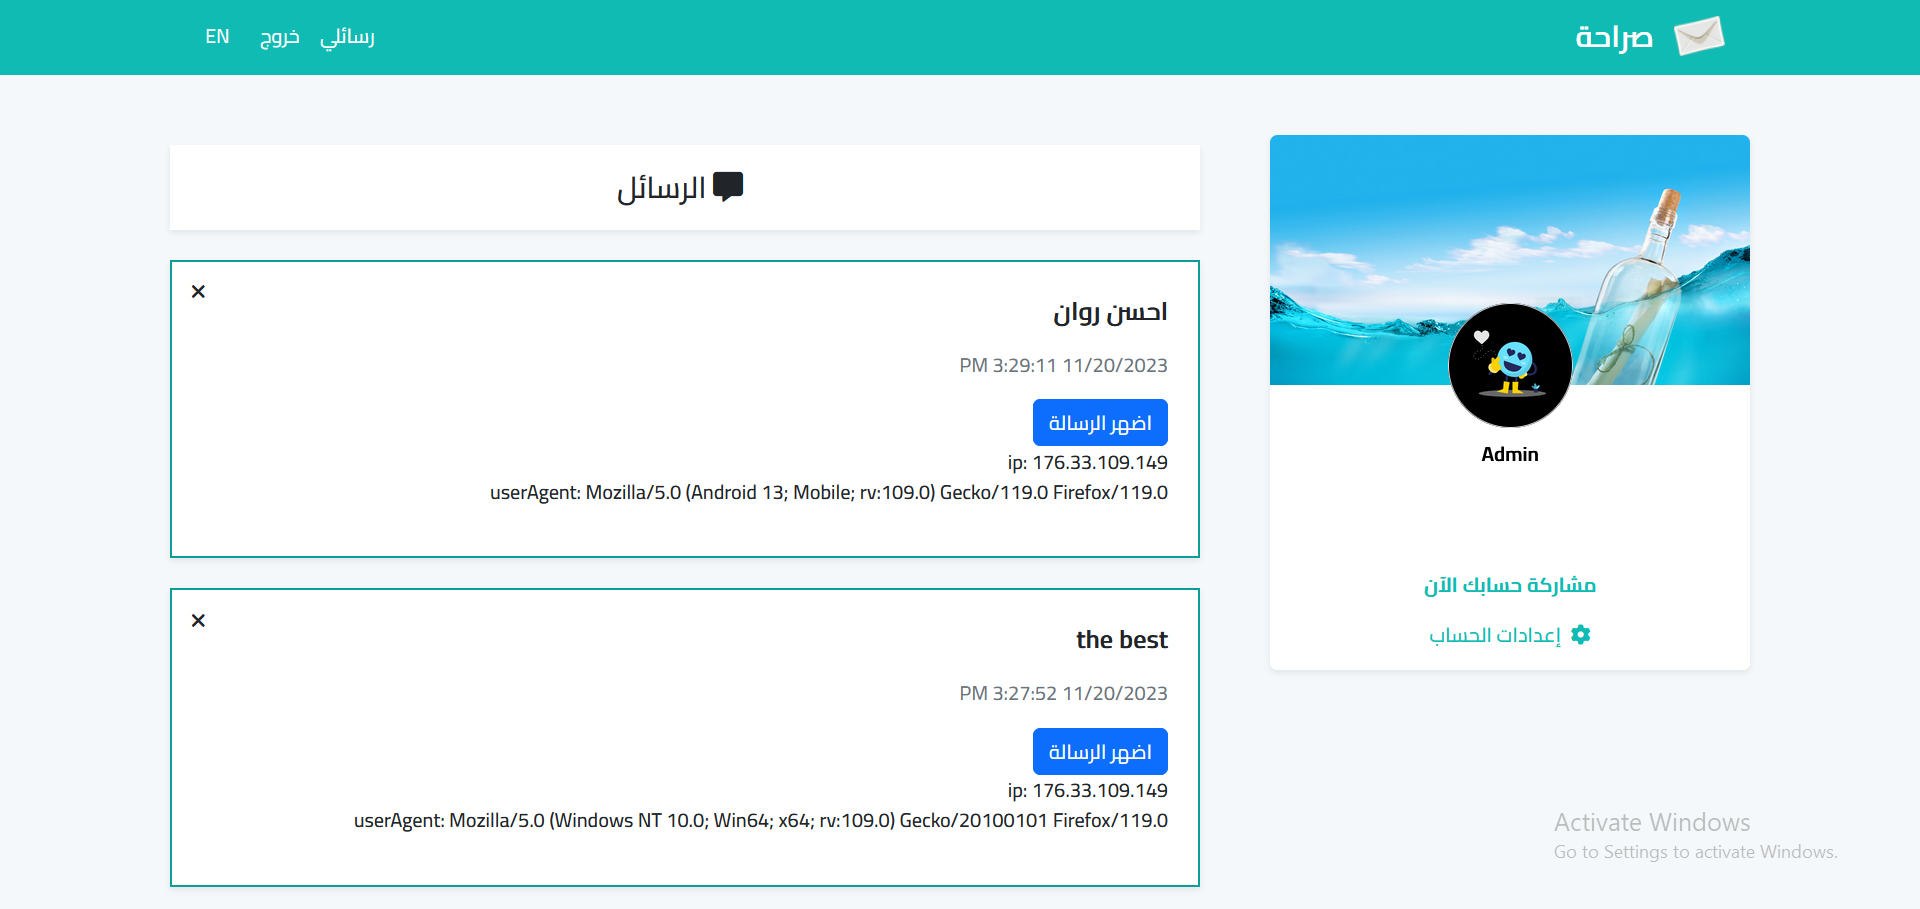 صراحة
رسائلي
خروج
EN
الرسائل
احسن روان
PM 3:29:11 11/20/2023
اضهر الرسالة
ip: 176.33.109.149
userAgent: Mozilla/5.0 (Android 13; Mobile; rv:109.0) Gecko/119.0 Firefox/119.0
the best
PM 3:27:52 11/20/2023
اضهر الرسالة
ip: 176.33.109.149
userAgent: Mozilla/5.0 (Windows NT 10.0; Win64; x64; rv:109.0) Gecko/20100101 Firefox/119.0
Admin
مشاركة حسابك الآن
إعدادات الحساب
Activate Windows
Go to Settings to activate Windows.